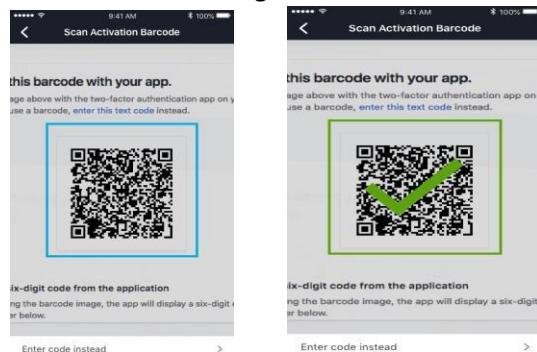 9:41 AM 100%
Scan Activation Barcode
this barcode with your app.
age above with the two-factor authentication app on y
use a barcode, enter this text code instead.
ix-digit code from the application
ng the barcode image, the app will display a six-digit
er below.
Enter code instead
9:41 AM 100%
Scan Activation Barcode
this barcode with your app.
age above with the two-factor authentication app on
use a barcode, enter this text code instead.
ix-digit code from the application
ng the barcode image, the app will display a six-digit
er below.
Enter code instead